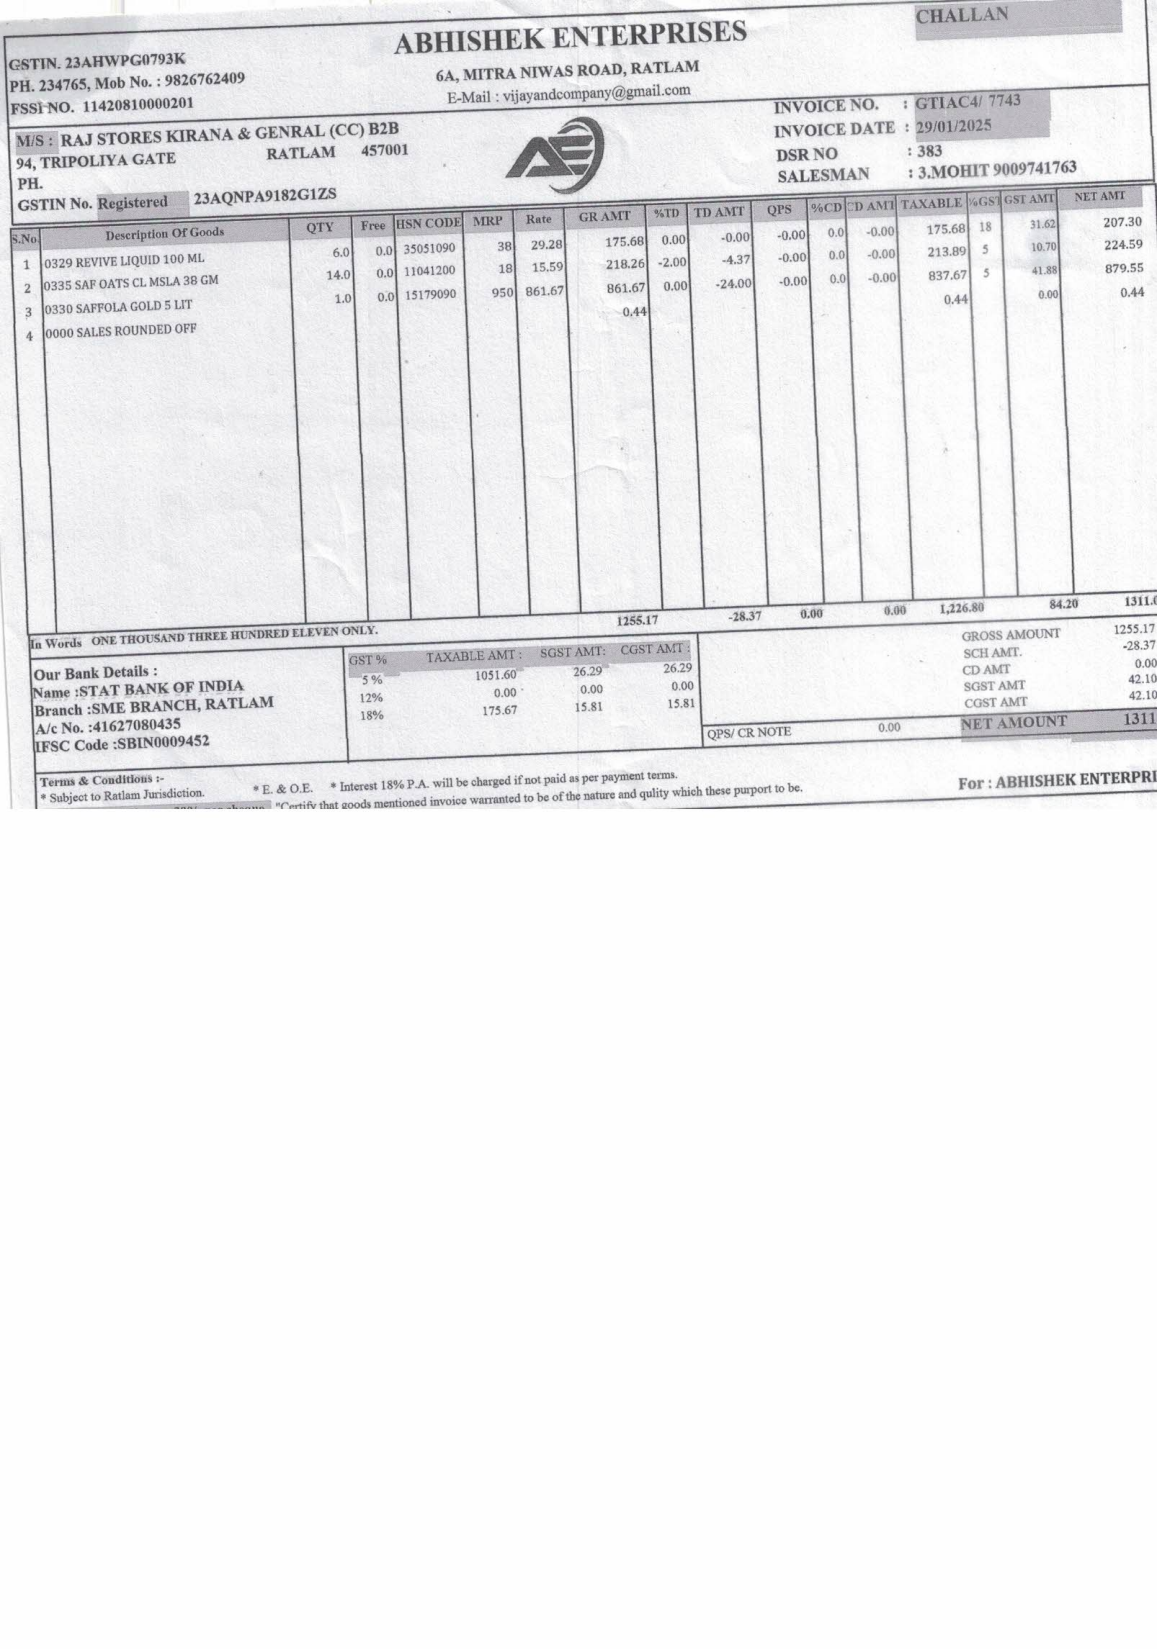 CHALLAN
ABHISHEK ENTERPRISES
GSTIN. 23AHWPG0793K
PH. 234765, Mob No. : 9826762409
FSSI NO. 11420810000201
6A, MITRA NIWAS ROAD, RATLAM
E-Mail : vijayandcompany@gmail.com
M/S : RAJ STORES KIRANA & GENRAL (CC) B2B
94, TRIPOLIYA GATE RATLAM 457001
PH.
GSTIN No. Registered 23AQNPA9182G1ZS
AE
INVOICE NO. : GTIAC4/ 7743
INVOICE DATE : 29/01/2025
DSR NO : 383
SALESMAN : 3.MOHIT 9009741763
S.No. Description Of Goods QTY Free HSN CODE MRP Rate GR AMT %TD TD AMT QPS %CD CD AMT TAXABLE %GST GST AMT NET AMT
1 0329 REVIVE LIQUID 100 ML 6.0 0.0 35051090 38 29.28 175.68 0.00 -0.00 -0.00 0.0 -0.00 175.68 18 31.62 207.30
2 0335 SAF OATS CL MSLA 38 GM 14.0 0.0 11041200 18 15.59 218.26 -2.00 -4.37 -0.00 0.0 -0.00 213.89 5 10.70 224.59
3 0330 SAFFOLA GOLD 5 LIT 1.0 0.0 15179090 950 861.67 861.67 0.00 -24.00 -0.00 0.0 -0.00 837.67 5 41.88 879.55
4 0000 SALES ROUNDED OFF 0.44 0.44 0.00 0.44
1255.17 -28.37 0.00 0.00 1,226.80 84.20 1311.0
In Words ONE THOUSAND THREE HUNDRED ELEVEN ONLY.
Our Bank Details :
Name :STAT BANK OF INDIA
Branch :SME BRANCH, RATLAM
A/c No. :41627080435
IFSC Code :SBIN0009452
GST % TAXABLE AMT : SGST AMT: CGST AMT :
5 % 1051.60 26.29 26.29
12% 0.00 0.00 0.00
18% 175.67 15.81 15.81
GROSS AMOUNT 1255.17
SCH AMT. -28.37
CD AMT 0.00
SGST AMT 42.10
CGST AMT 42.10
QPS/ CR NOTE 0.00 NET AMOUNT 1311
Terms & Conditions :-
* Subject to Ratlam Jurisdiction. * E. & O.E. * Interest 18% P.A. will be charged if not paid as per payment terms.
"Certify that goods mentioned invoice warranted to be of the nature and qulity which these purport to be.
For : ABHISHEK ENTERPRI